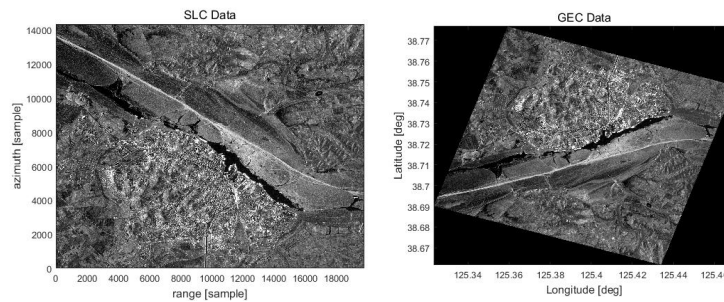 SLC Data
14000
12000
10000
8000
6000
4000
2000
0
azimuth [sample]
0 2000 4000 6000 8000 10000 12000 14000 16000 18000
range [sample]
GEC Data
38.77
38.76
38.75
38.74
38.73
38.72
38.71
38.7
38.69
38.68
38.67
Latitude [deg]
125.34 125.36 125.38 125.4 125.42 125.44 125.46
Longitude [deg]